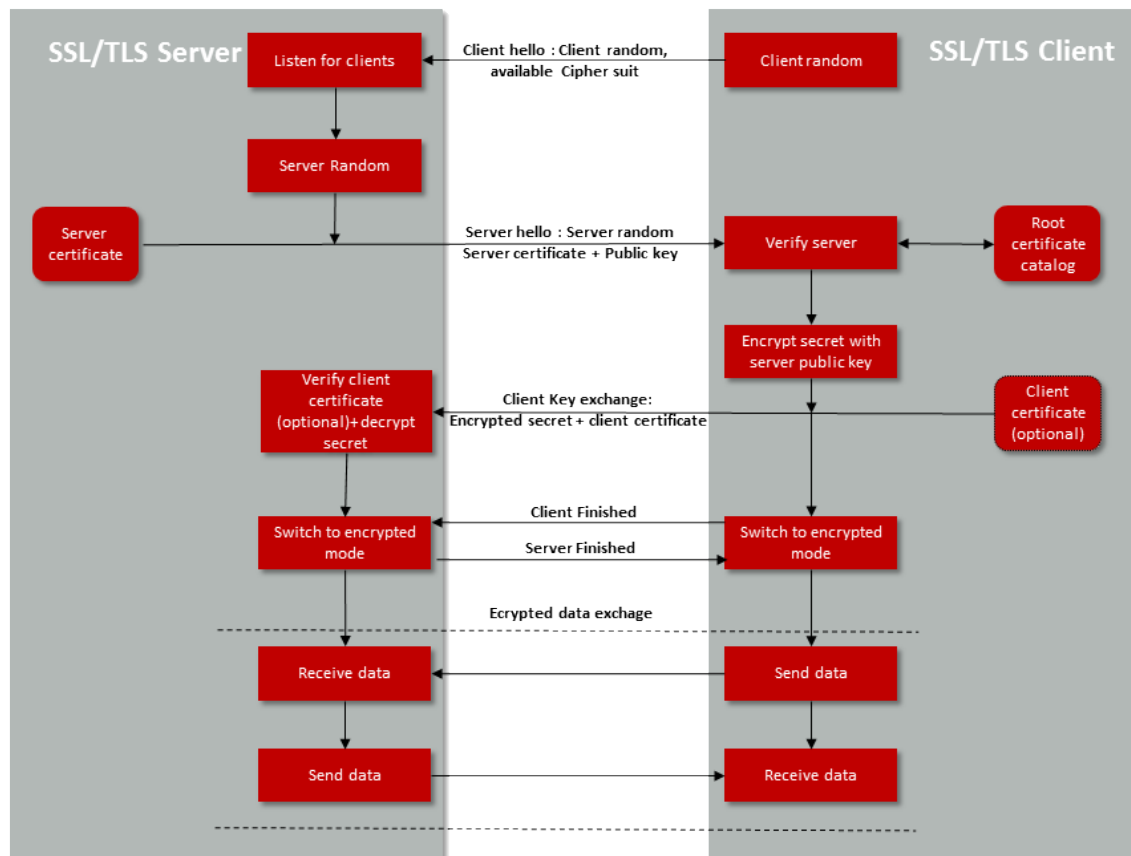 SSL/TLS Server
Listen for clients
Client hello : Client random,
available Cipher suit
Client random
SSL/TLS Client
Server Random
Server
certificate
Server hello : Server random
Server certificate + Public key
Verify server
Root
certificate
catalog
Encrypt secret with
server public key
Verify client
certificate
(optional)+decrypt
secret
Client Key exchange:
Encrypted secret + client certificate
Client
certificate
(optional)
Switch to encrypted
mode
Client Finished
Server Finished
Switch to encrypted
mode
Ecrypted data exchage
Receive data
Send data
Send data
Receive data